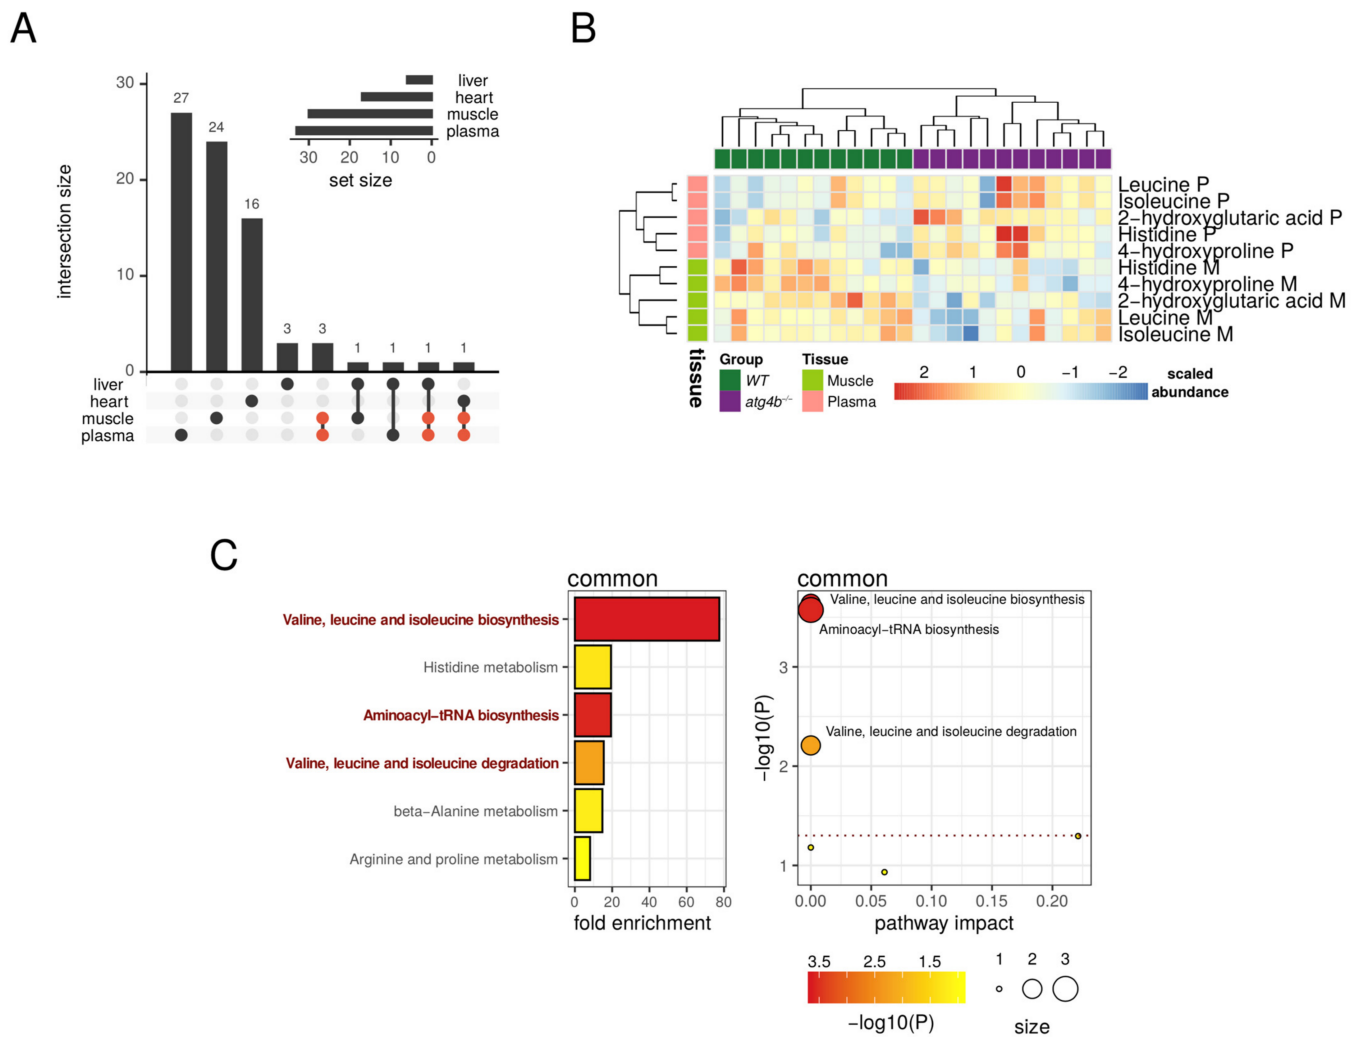 A
B
30
20
10
0
intersection size
27
24
16
3
3
1
1
1
1
liver
heart
muscle
plasma
30
20
10
0
set size
liver
heart
muscle
plasma
Leucine P
Isoleucine P
2−hydroxyglutaric acid P
Histidine P
4−hydroxyproline P
Histidine M
4−hydroxyproline M
2−hydroxyglutaric acid M
Leucine M
Isoleucine M
tissue
Group
WT
atg4b−/−
Tissue
Muscle
Plasma
2
1
0
−1
−2
scaled
abundance
C
common
Valine, leucine and isoleucine biosynthesis
Histidine metabolism
Aminoacyl−tRNA biosynthesis
Valine, leucine and isoleucine degradation
beta−Alanine metabolism
Arginine and proline metabolism
0
20
40
60
80
fold enrichment
common
Valine, leucine and isoleucine biosynthesis
Aminoacyl−tRNA biosynthesis
Valine, leucine and isoleucine degradation
3
2
1
−log10(P)
0.00
0.05
0.10
0.15
0.20
pathway impact
3.5
2.5
1.5
−log10(P)
1
2
3
size